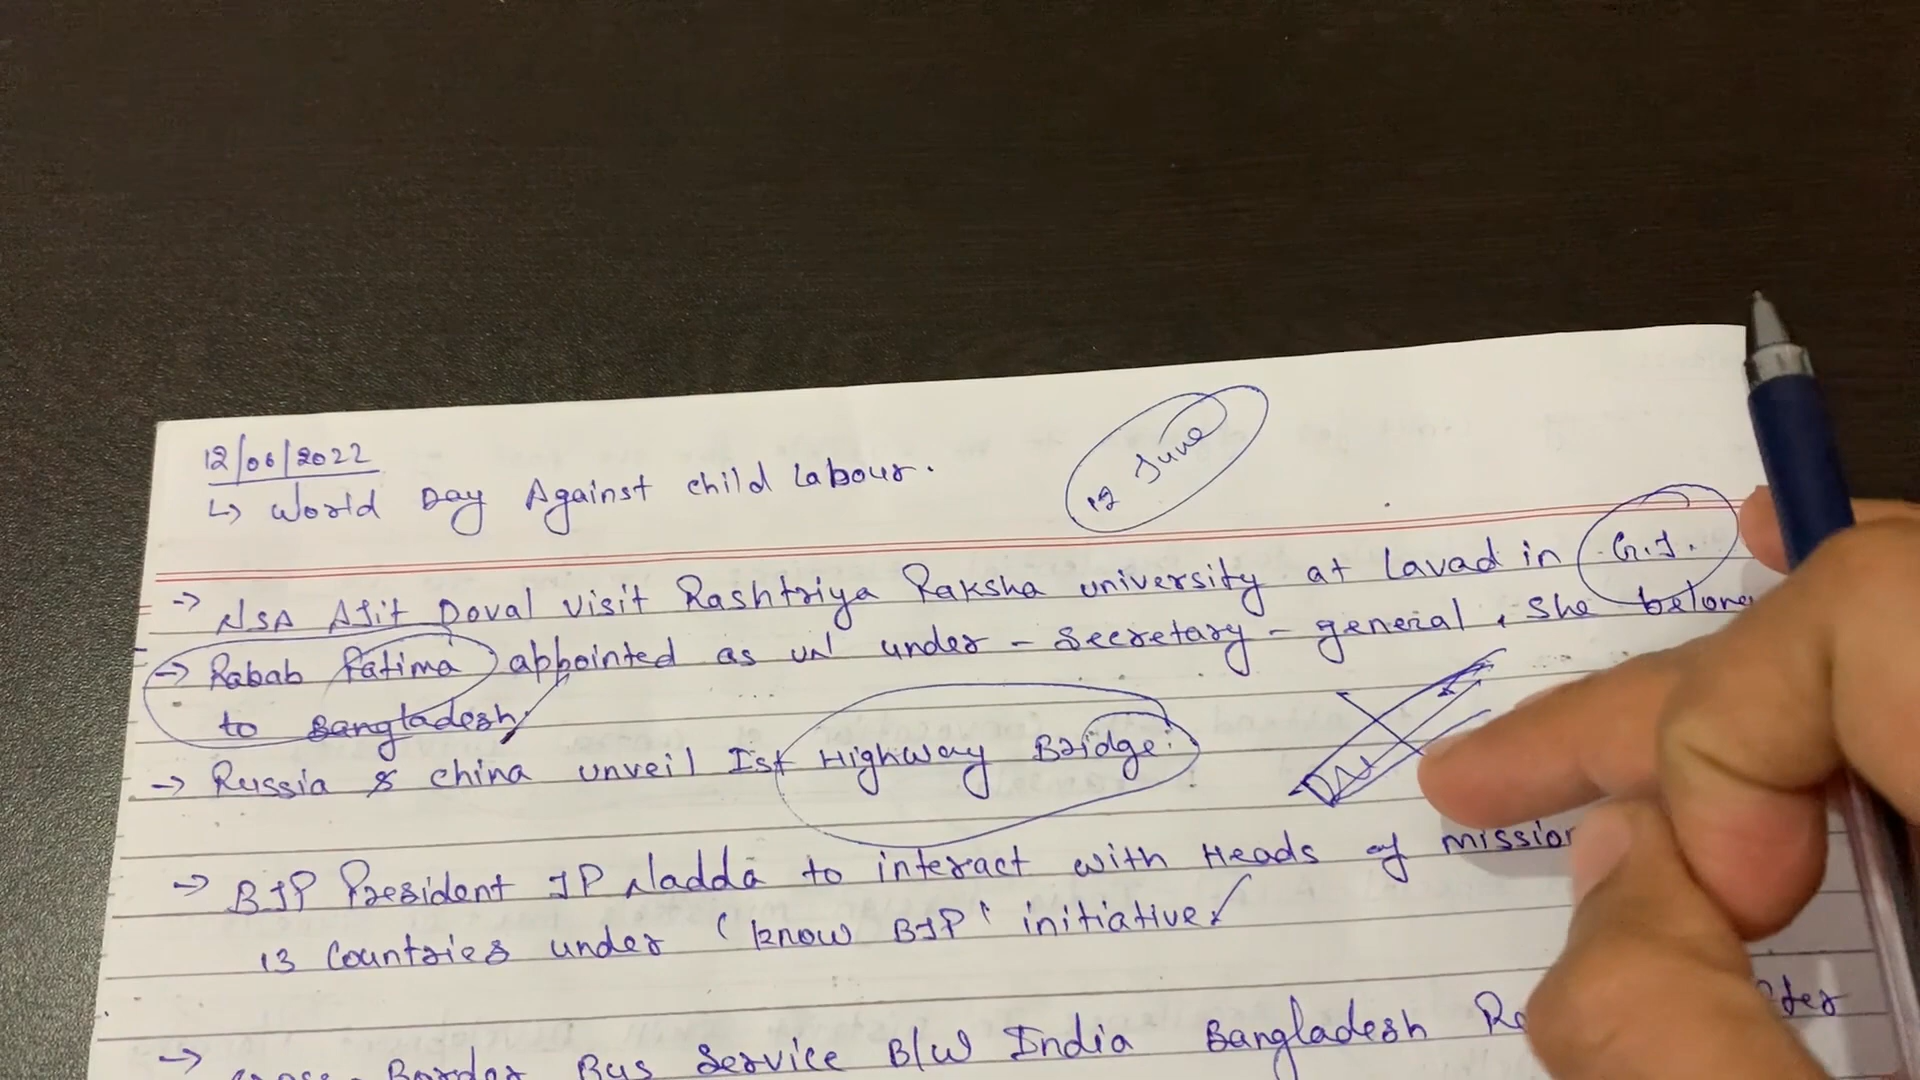 12/06/2022
↳ World Day Against child Labour.
12 June
→ NSA AJit Doval visit Rashtriya Raksha university at Lavad in G.J.
→ Rabab Fatima appointed as un under - Secretary - general, She belong
to Bangladesh,
→ Russia & china unveil Ist Highway Bridge.
→ BJP President JP Nadda to interact with Heads of mission
13 Countries under 'know BJP' initiative
→ Border Bus Service B/W India Bangladesh